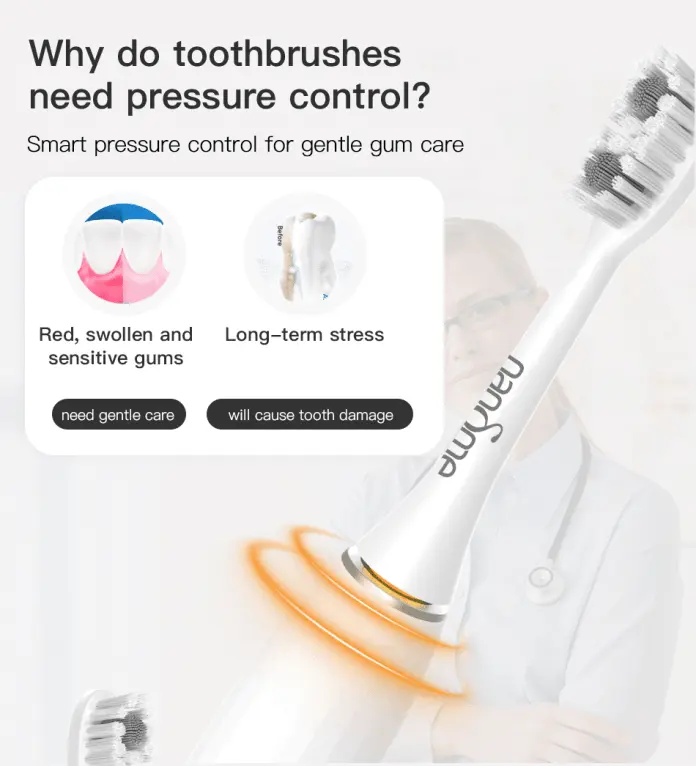 Why do toothbrushes
need pressure control?
Smart pressure control for gentle gum care
Before
Red, swollen and
sensitive gums
Long-term stress
need gentle care
will cause tooth damage